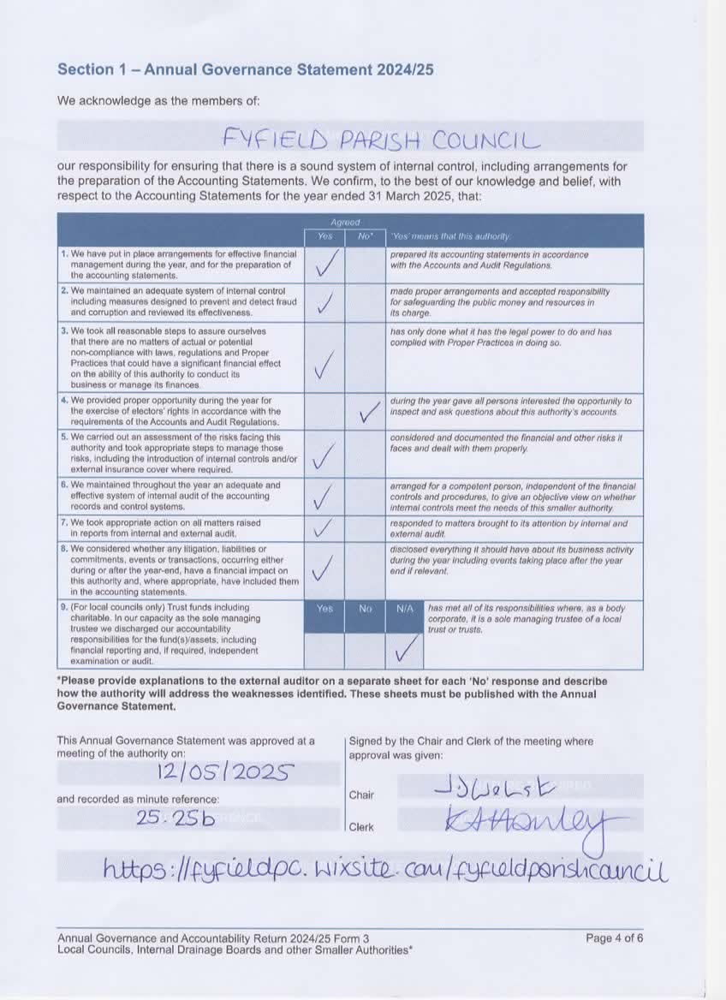 Section 1 – Annual Governance Statement 2024/25
We acknowledge as the members of:
FYFIELD PARISH COUNCIL
our responsibility for ensuring that there is a sound system of internal control, including arrangements for
the preparation of the Accounting Statements. We confirm, to the best of our knowledge and belief, with
respect to the Accounting Statements for the year ended 31 March 2025, that:
Agreed
Yes No* 'Yes' means that this authority:
1. We have put in place arrangements for effective financial
management during the year, and for the preparation of
the accounting statements.
✓
prepared its accounting statements in accordance
with the Accounts and Audit Regulations.
2. We maintained an adequate system of internal control
including measures designed to prevent and detect fraud
and corruption and reviewed its effectiveness.
✓
made proper arrangements and accepted responsibility
for safeguarding the public money and resources in
its charge.
3. We took all reasonable steps to assure ourselves
that there are no matters of actual or potential
non-compliance with laws, regulations and Proper
Practices that could have a significant financial effect
on the ability of this authority to conduct its
business or manage its finances.
✓
has only done what it has the legal power to do and has
complied with Proper Practices in doing so.
4. We provided proper opportunity during the year for
the exercise of electors' rights in accordance with the
requirements of the Accounts and Audit Regulations.
✓
during the year gave all persons interested the opportunity to
inspect and ask questions about this authority's accounts.
5. We carried out an assessment of the risks facing this
authority and took appropriate steps to manage those
risks, including the introduction of internal controls and/or
external insurance cover where required.
✓
considered and documented the financial and other risks it
faces and dealt with them properly.
6. We maintained throughout the year an adequate and
effective system of internal audit of the accounting
records and control systems.
✓
arranged for a competent person, independent of the financial
controls and procedures, to give an objective view on whether
internal controls meet the needs of this smaller authority.
7. We took appropriate action on all matters raised
in reports from internal and external audit.
✓
responded to matters brought to its attention by internal and
external audit.
8. We considered whether any litigation, liabilities or
commitments, events or transactions, occurring either
during or after the year-end, have a financial impact on
this authority and, where appropriate, have included them
in the accounting statements.
✓
disclosed everything it should have about its business activity
during the year including events taking place after the year
end if relevant.
9. (For local councils only) Trust funds including
charitable. In our capacity as the sole managing
trustee we discharged our accountability
responsibilities for the fund(s)/assets, including
financial reporting and, if required, independent
examination or audit.
Yes No N/A
✓
has met all of its responsibilities where, as a body
corporate, it is a sole managing trustee of a local
trust or trusts.
*Please provide explanations to the external auditor on a separate sheet for each 'No' response and describe
how the authority will address the weaknesses identified. These sheets must be published with the Annual
Governance Statement.
This Annual Governance Statement was approved at a
meeting of the authority on:
12/05/2025
and recorded as minute reference:
25.25b
Signed by the Chair and Clerk of the meeting where
approval was given:
Chair
Clerk
https://fyfieldpc.wixsite.com/fyfieldparishcouncil
Annual Governance and Accountability Return 2024/25 Form 3
Local Councils, Internal Drainage Boards and other Smaller Authorities*
Page 4 of 6